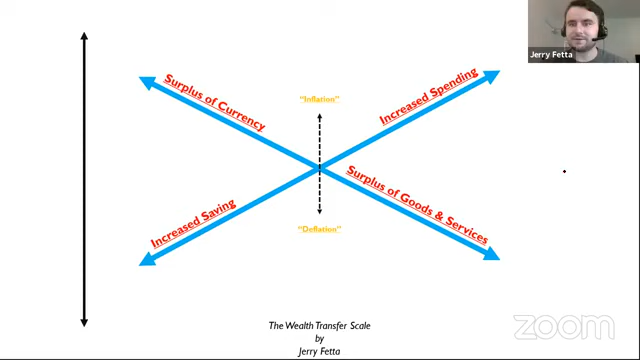 Jerry Fetta
Surplus of Currency
"Inflation"
Increased Spending
Increased Saving
"Deflation"
Surplus of Goods & Services
The Wealth Transfer Scale
by
Jerry Fetta
zoom